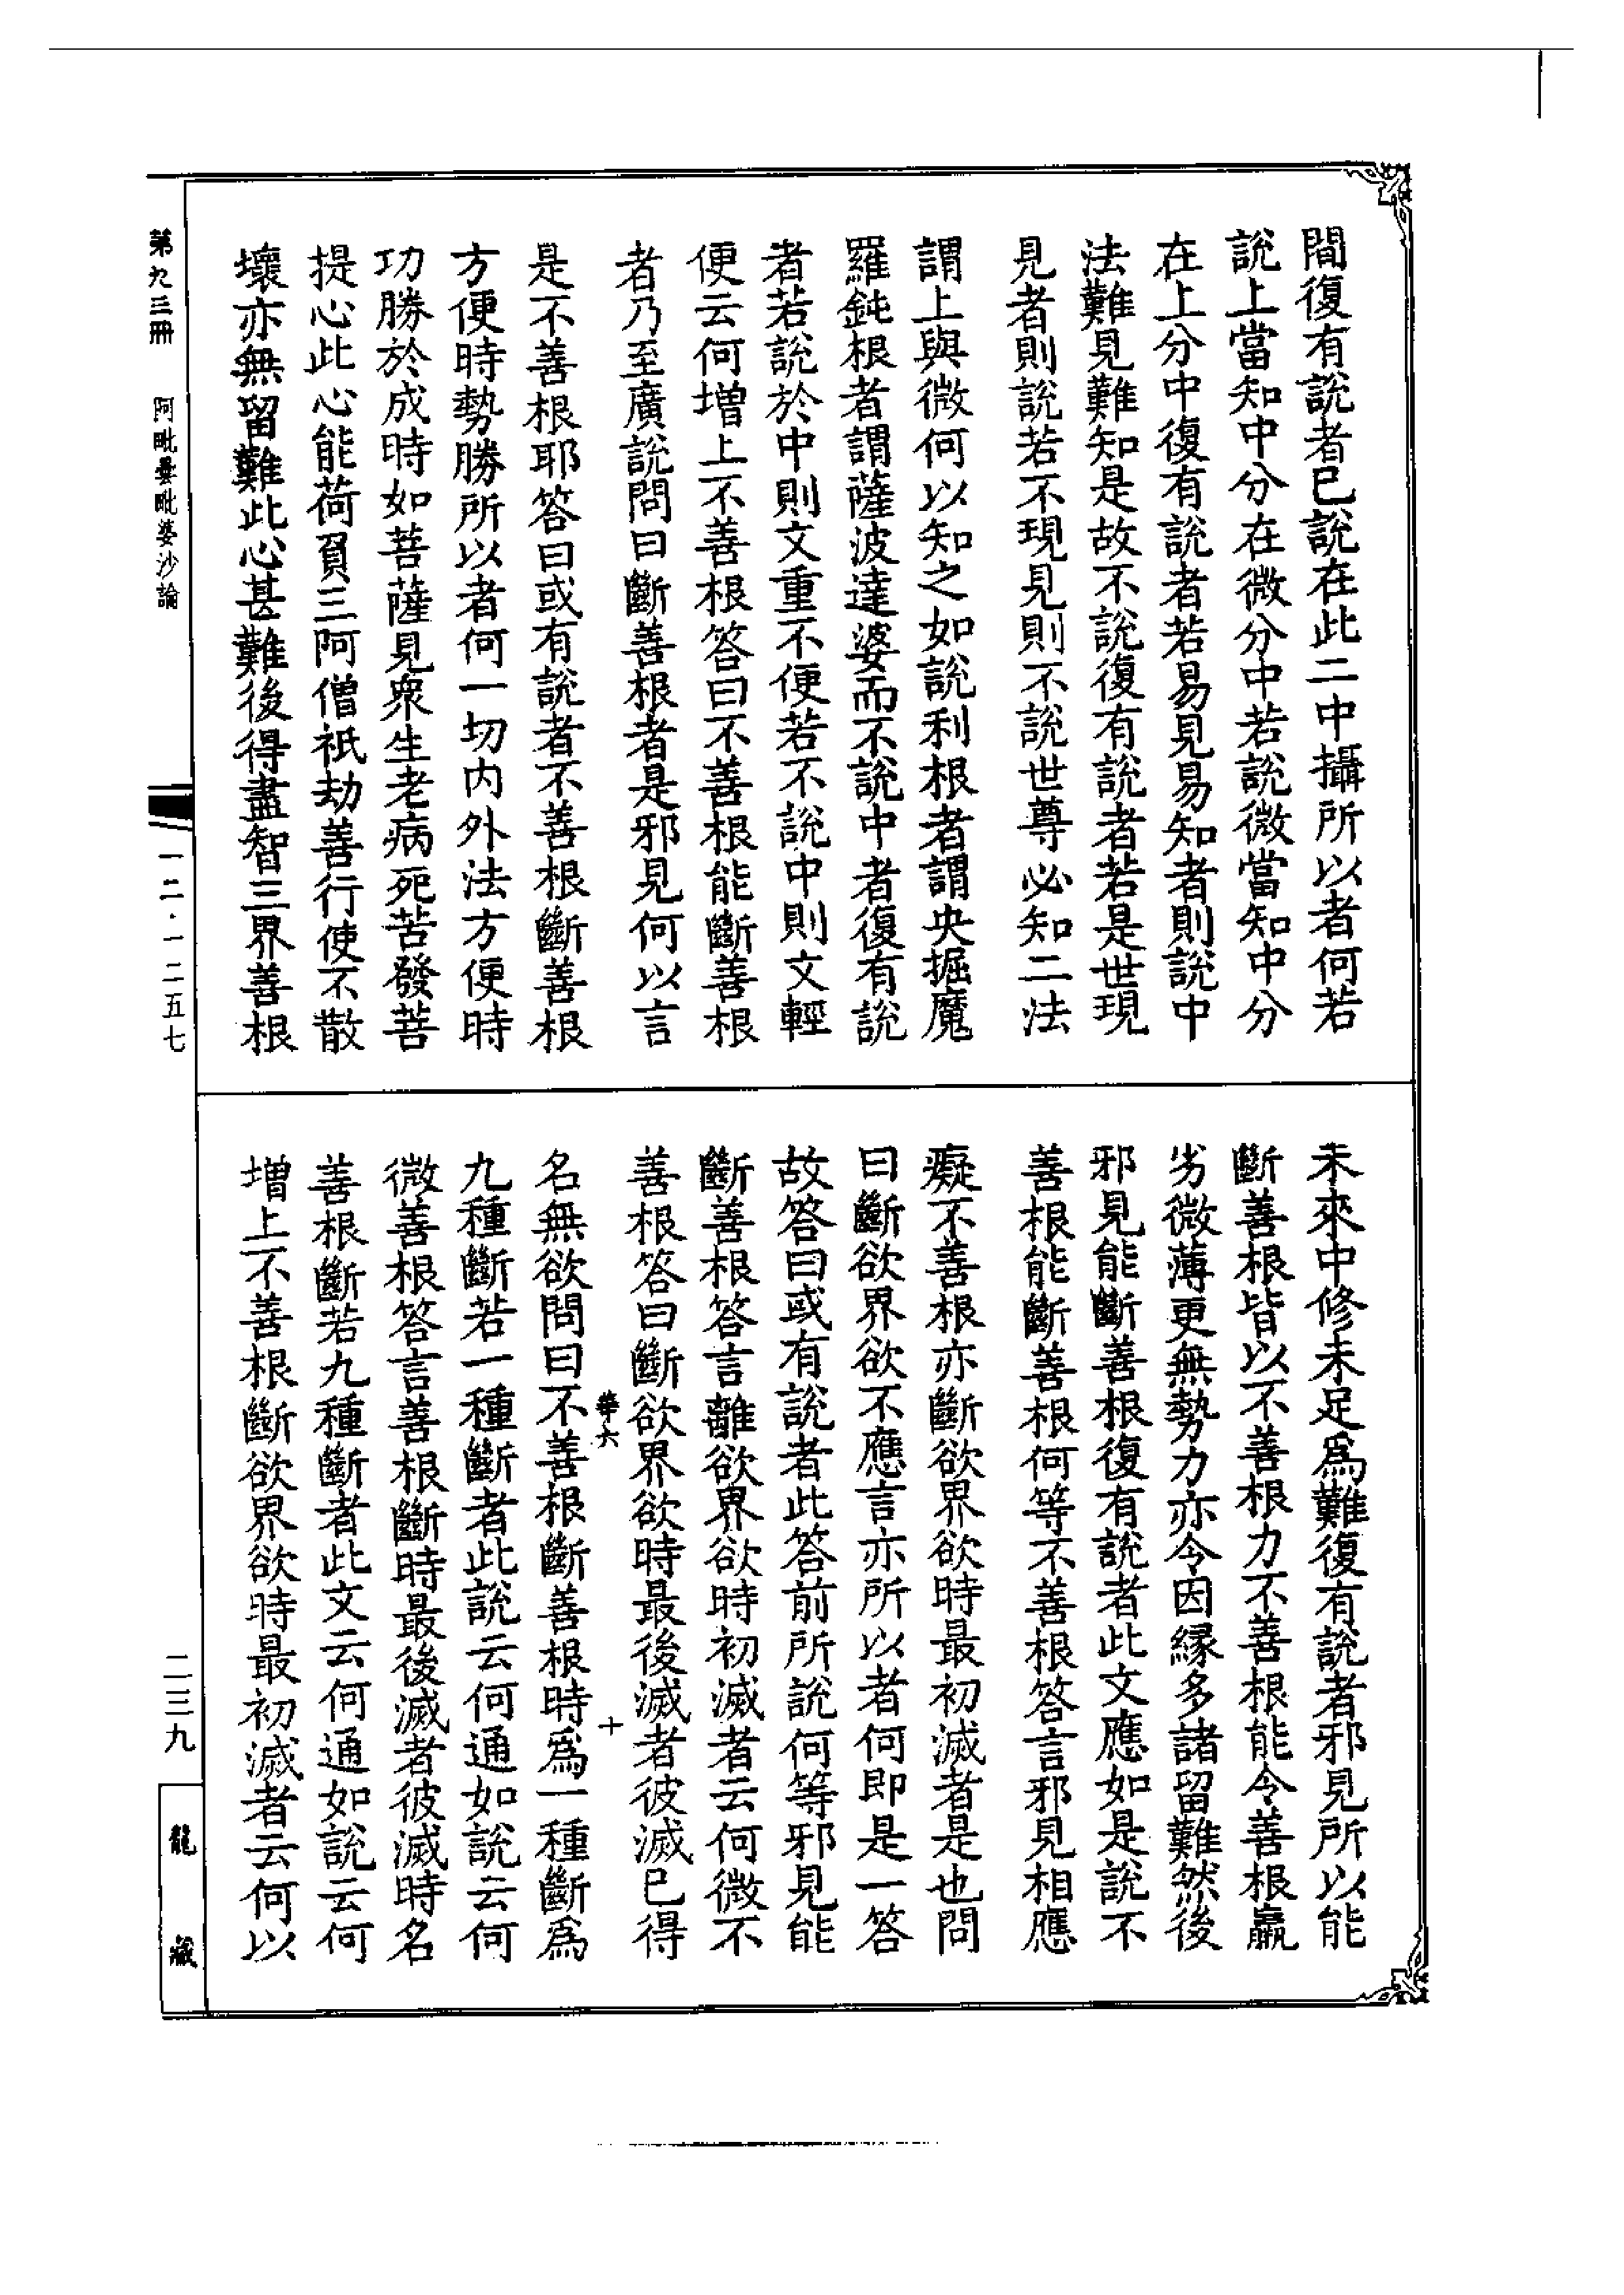 間復有說者已說在此二中攝所以者何若
說上當知中分在微分中若說微當知中分
在上分中復有說者若易見易知者則說中
法難見難知是故不說復有說者若是世現
見者則說若不現見則不說世尊必知二法
謂上與微何以知之如說利根者謂央掘魔
羅鈍根者謂薩波達婆而不說中者復有說
者若說於中則文重不便若不說中則文輕
便云何增上不善根答曰不善根能斷善根
者乃至廣說問曰斷善根者是邪見何以言
是不善根耶答曰或有說者不善根斷善根
方便時勢勝所以者何一切內外法方便時
功勝於成時如菩薩見衆生老病死苦發菩
提心此心能荷負三阿僧祇劫善行使不散
壞亦無留難此心甚難後得盡智三界善根
未來中修未足爲難復有說者邪見所以能
斷善根皆以不善根力不善根能令善根羸
劣微薄更無勢力亦令因緣多諸留難然後
邪見能斷善根復有說者此文應如是說不
善根能斷善根何等不善根答言邪見相應
癡不善根亦斷欲界欲時最初滅者是也問
曰斷欲界欲不應言亦所以者何即是一答
故答曰或有說者此答前所說何等邪見能
斷善根答言離欲界欲時初滅者云何微不
善根答曰斷欲界欲時最後滅者彼滅已得
華六 十
名無欲問曰不善根斷善根時爲一種斷爲
九種斷若一種斷者此說云何通如說云何
微善根答言善根斷時最後滅者彼滅時名
善根斷若九種斷者此文云何通如說云何
增上不善根斷欲界欲時最初滅者云何以
第九三冊 阿毗曇毗婆沙論
一二·一二五七
二三九
龍藏